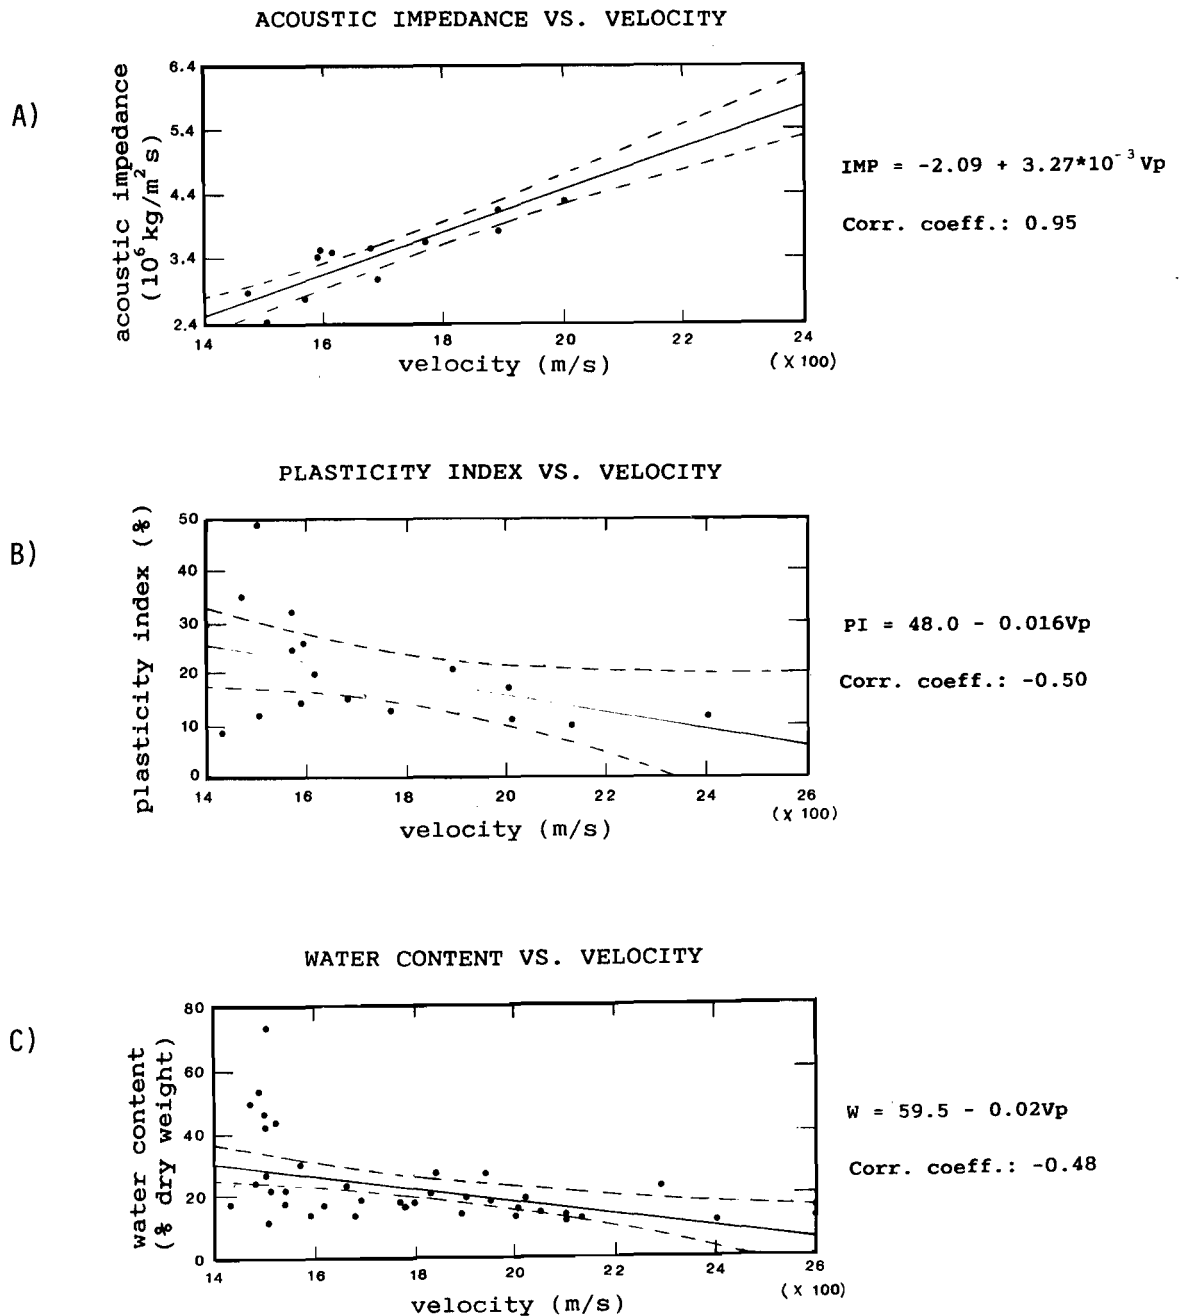 ACOUSTIC IMPEDANCE VS. VELOCITY
A)
acoustic impedance
(10⁶ kg/m² s)
6.4
5.4
4.4
3.4
2.4
14
16
18
20
22
24
velocity (m/s)
(X 100)
IMP = -2.09 + 3.27*10⁻³ Vp
Corr. coeff.: 0.95
PLASTICITY INDEX VS. VELOCITY
B)
plasticity index (%)
50
40
30
20
10
0
14
16
18
20
22
24
26
velocity (m/s)
(X 100)
PI = 48.0 - 0.016Vp
Corr. coeff.: -0.50
WATER CONTENT VS. VELOCITY
C)
water content
(% dry weight)
80
60
40
20
0
14
16
18
20
22
24
26
velocity (m/s)
(X 100)
W = 59.5 - 0.02Vp
Corr. coeff.: -0.48